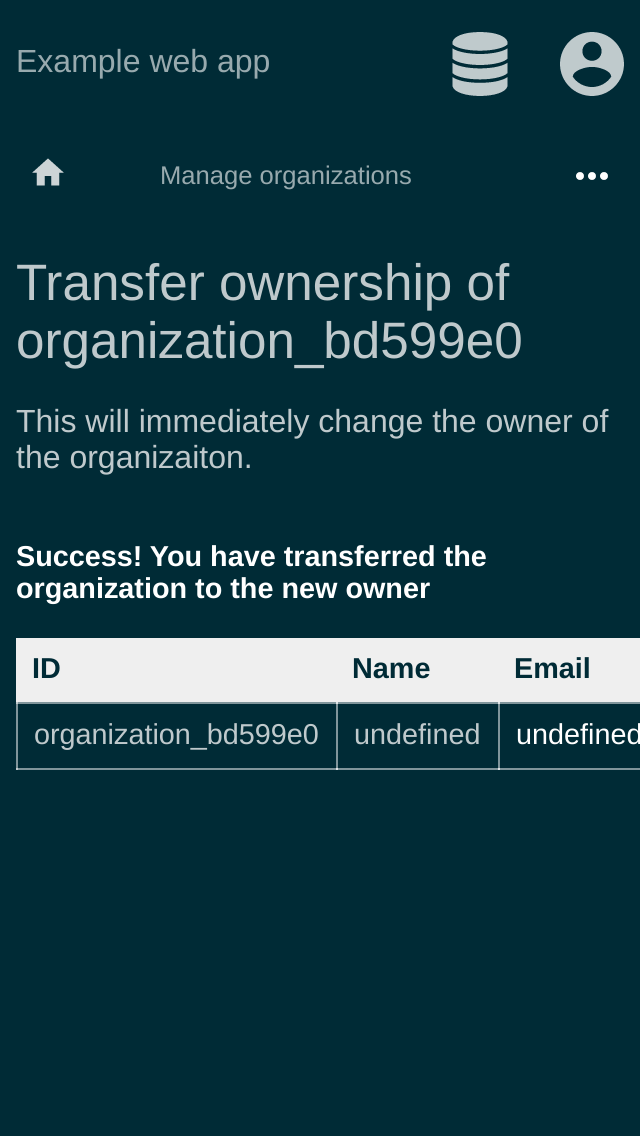 Example web app
Manage organizations
Transfer ownership of
organization_bd599e0
This will immediately change the owner of
the organizaiton.
Success! You have transferred the
organization to the new owner
ID Name Email
organization_bd599e0 undefined undefined